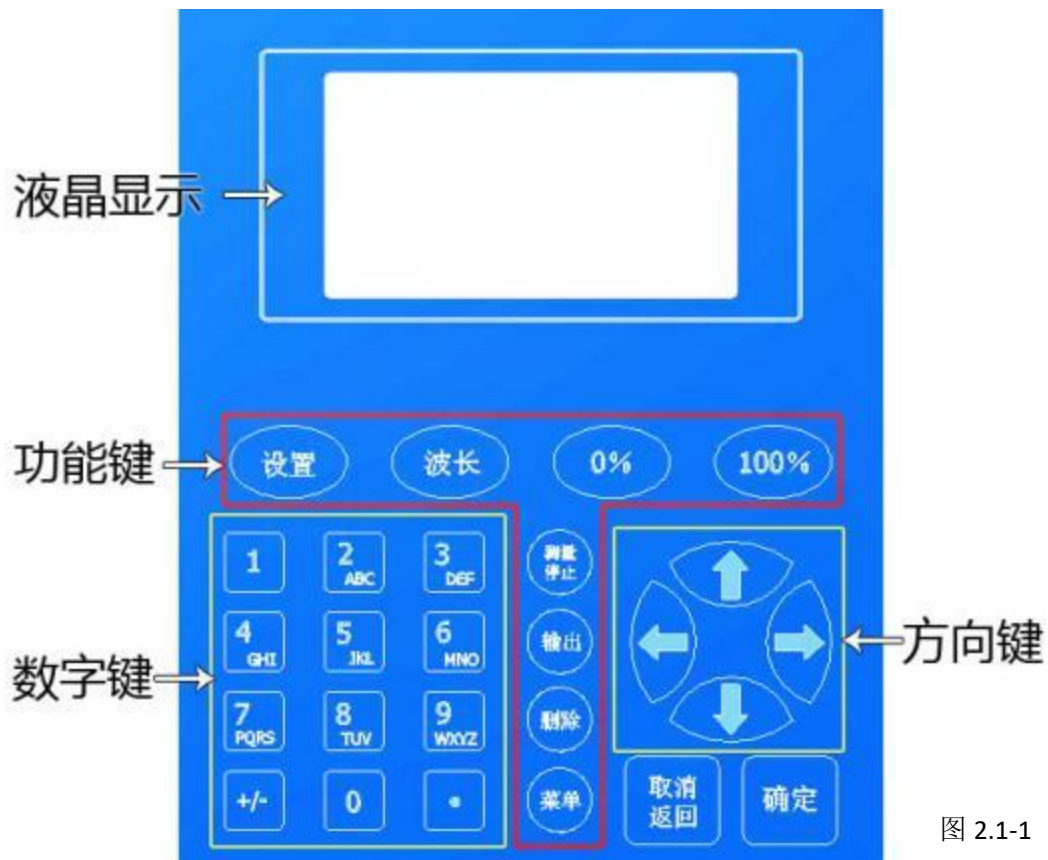 液晶显示
功能键
设置 波长 0% 100%
1 2 ABC 3 DEF
测量
停止
4 GHI 5 JKL 6 MNO
输出
方向键
数字键
7 PQRS 8 TUV 9 WXYZ
删除
+/- 0 •
菜单
取消
返回
确定
图 2.1-1